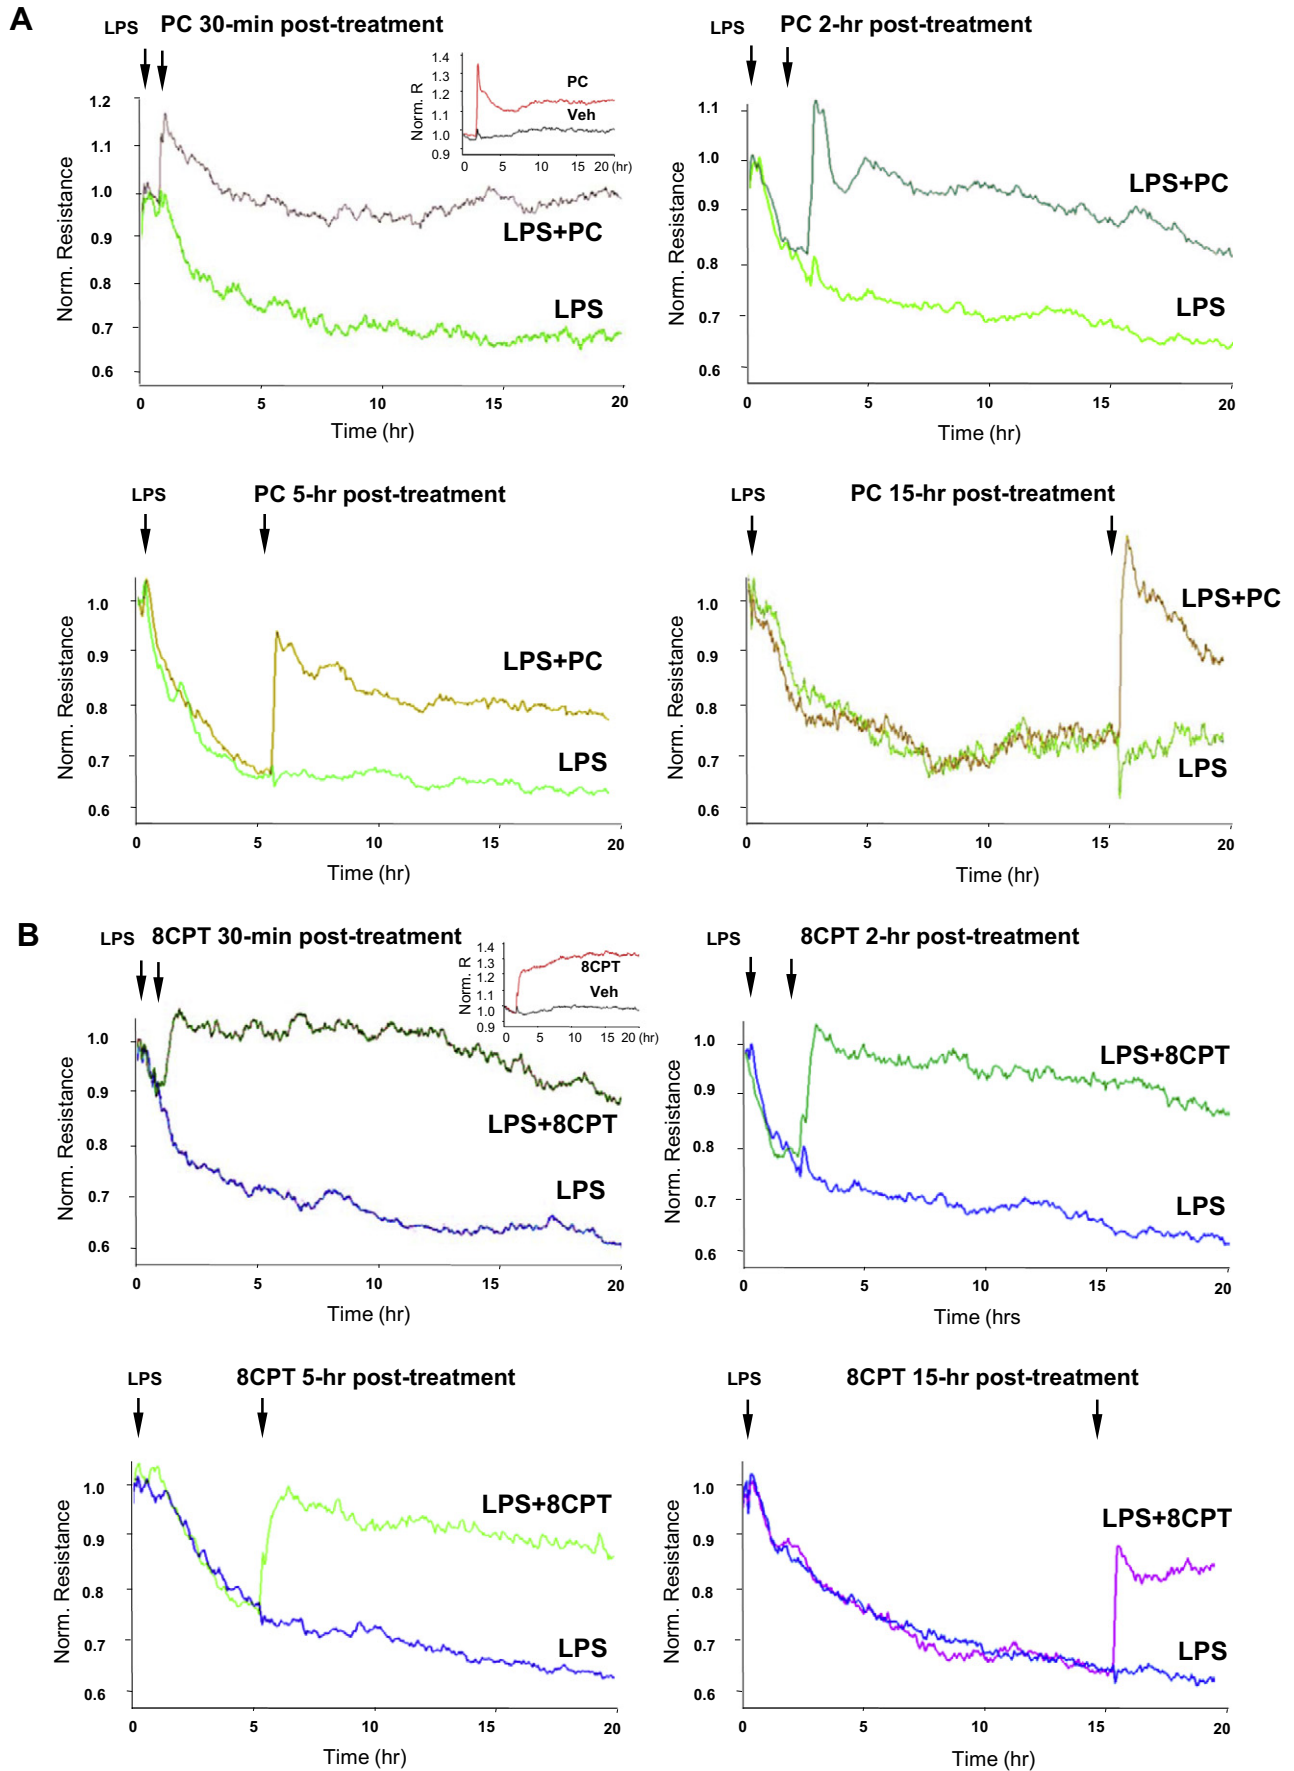 A
LPS PC 30-min post-treatment
1.2
1.1
1.0
0.9
0.8
0.7
0.6
Norm. Resistance
0 5 10 15 20
Time (hr)
LPS+PC
LPS
1.4
1.3
1.2
1.1
1.0
0.9
Norm. R
PC
Veh
0 5 10 15 20 (hr)
LPS PC 2-hr post-treatment
1.1
1.0
0.9
0.8
0.7
0.6
Norm. Resistance
LPS+PC
LPS
0 5 10 15 20
Time (hr)
LPS PC 5-hr post-treatment
1.0
0.9
0.8
0.7
0.6
Norm. Resistance
LPS+PC
LPS
0 5 10 15 20
Time (hr)
LPS PC 15-hr post-treatment
1.0
0.9
0.8
0.7
0.6
Norm. Resistance
LPS+PC
LPS
0 5 10 15 20
Time (hr)
B
LPS 8CPT 30-min post-treatment
1.0
0.9
0.8
0.7
0.6
Norm. Resistance
LPS+8CPT
LPS
0 5 10 15 20
Time (hr)
1.4
1.3
1.2
1.1
1.0
0.9
Norm. R
8CPT
Veh
0 5 10 15 20 (hr)
LPS 8CPT 2-hr post-treatment
1.0
0.9
0.8
0.7
0.6
Norm. Resistance
LPS+8CPT
LPS
0 5 10 15 20
Time (hrs
LPS 8CPT 5-hr post-treatment
1.0
0.9
0.8
0.7
0.6
Norm. Resistance
LPS+8CPT
LPS
0 5 10 15 20
Time (hr)
LPS 8CPT 15-hr post-treatment
1.0
0.9
0.8
0.7
0.6
Norm. Resistance
LPS+8CPT
LPS
0 5 10 15 20
Time (hr)